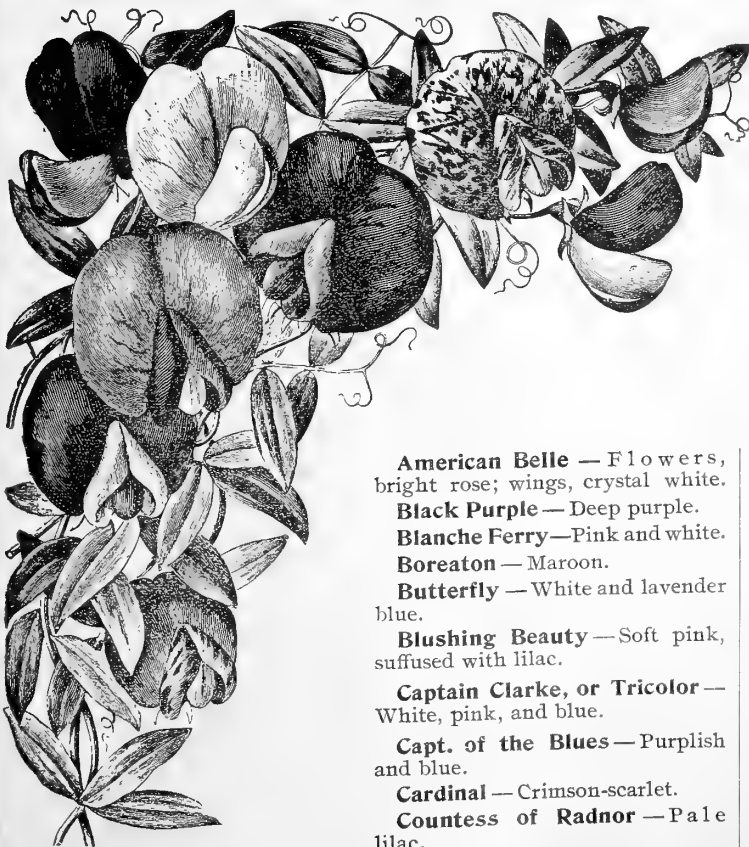 American Belle — Flowers,
bright rose; wings, crystal white.
Black Purple — Deep purple.
Blanche Ferry—Pink and white.
Boreaton — Maroon.
Butterfly — White and lavender
blue.
Blushing Beauty — Soft pink,
suffused with lilac.
Captain Clarke, or Tricolor —
White, pink, and blue.
Capt. of the Blues — Purplish
and blue.
Cardinal — Crimson-scarlet.
Countess of Radnor — Pale
lilac.